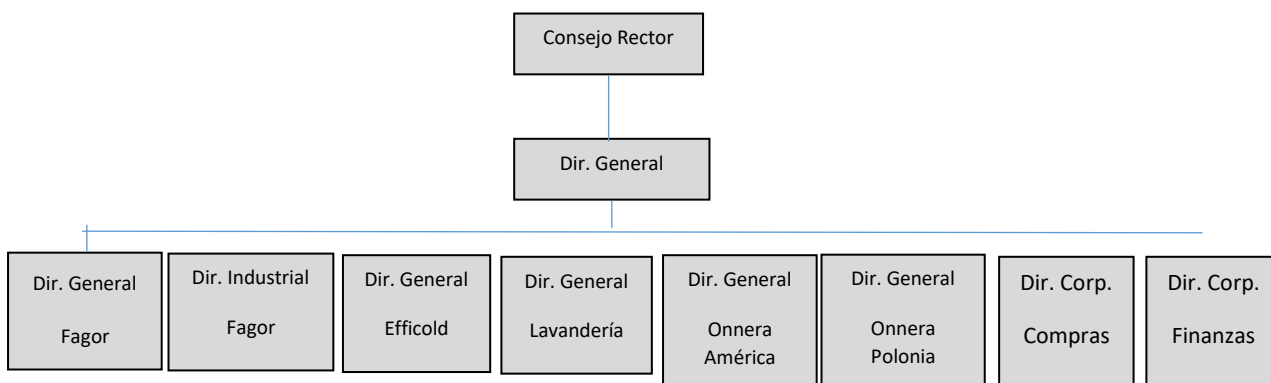 Consejo Rector
Dir. General
Dir. General
Fagor
Dir. Industrial
Fagor
Dir. General
Efficold
Dir. General
Lavandería
Dir. General
Onnera
América
Dir. General
Onnera
Polonia
Dir. Corp.
Compras
Dir. Corp.
Finanzas